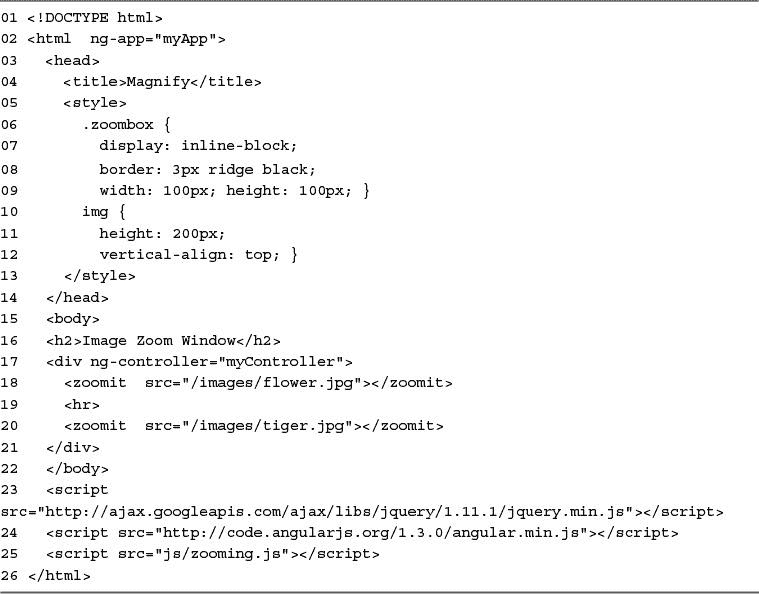 01 <!DOCTYPE html>
02 <html  ng-app="myApp">
03   <head>
04     <title>Magnify</title>
05     <style>
06       .zoombox {
07         display: inline-block;
08         border: 3px ridge black;
09         width: 100px; height: 100px; }
10       img {
11         height: 200px;
12         vertical-align: top; }
13     </style>
14   </head>
15   <body>
16   <h2>Image Zoom Window</h2>
17   <div ng-controller="myController">
18     <zoomit  src="/images/flower.jpg"></zoomit>
19     <hr>
20     <zoomit  src="/images/tiger.jpg"></zoomit>
21   </div>
22   </body>
23   <script
src="http://ajax.googleapis.com/ajax/libs/jquery/1.11.1/jquery.min.js"></script>
24   <script src="http://code.angularjs.org/1.3.0/angular.min.js"></script>
25   <script src="js/zooming.js"></script>
26 </html>